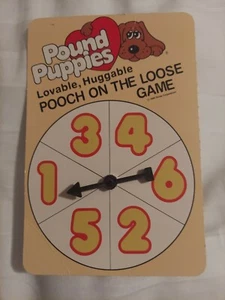 Pound
Puppies
Lovable, Huggable
POOCH ON THE LOOSE
GAME
3 4
1 6
5 2